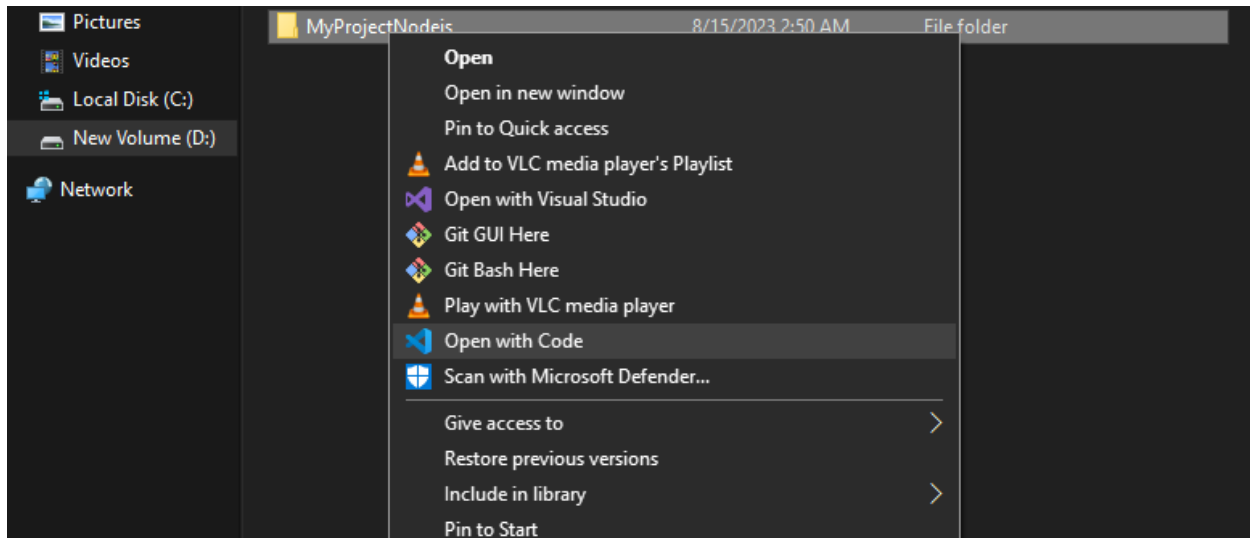 Pictures
Videos
Local Disk (C:)
New Volume (D:)
Network
MyProjectNodejs 8/15/2023 2:50 AM File folder
Open
Open in new window
Pin to Quick access
Add to VLC media player's Playlist
Open with Visual Studio
Git GUI Here
Git Bash Here
Play with VLC media player
Open with Code
Scan with Microsoft Defender...
Give access to
Restore previous versions
Include in library
Pin to Start